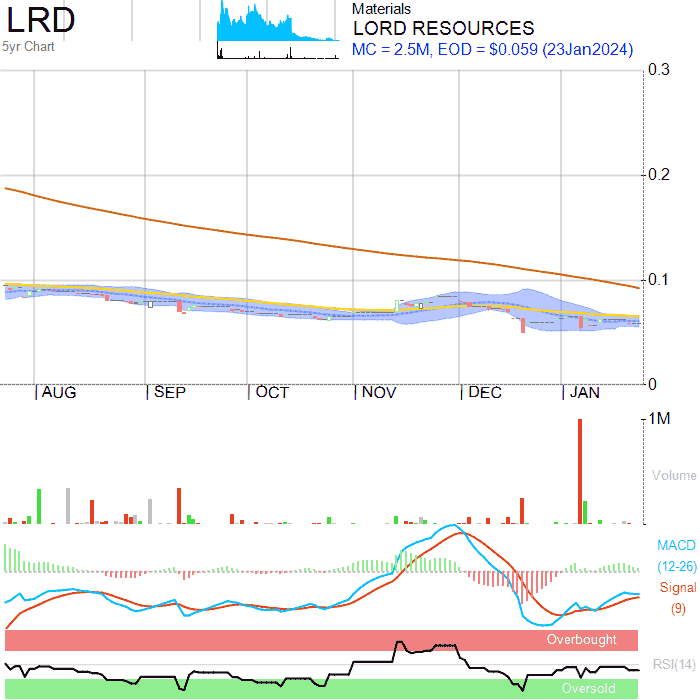 LRD
5yr Chart
Materials
LORD RESOURCES
MC = 2.5M, EOD = $0.059 (23Jan2024)
0.3
0.2
0.1
0
AUG SEP OCT NOV DEC JAN
1M
Volume
MACD
(12-26)
Signal
(9)
Overbought
RSI(14)
Oversold